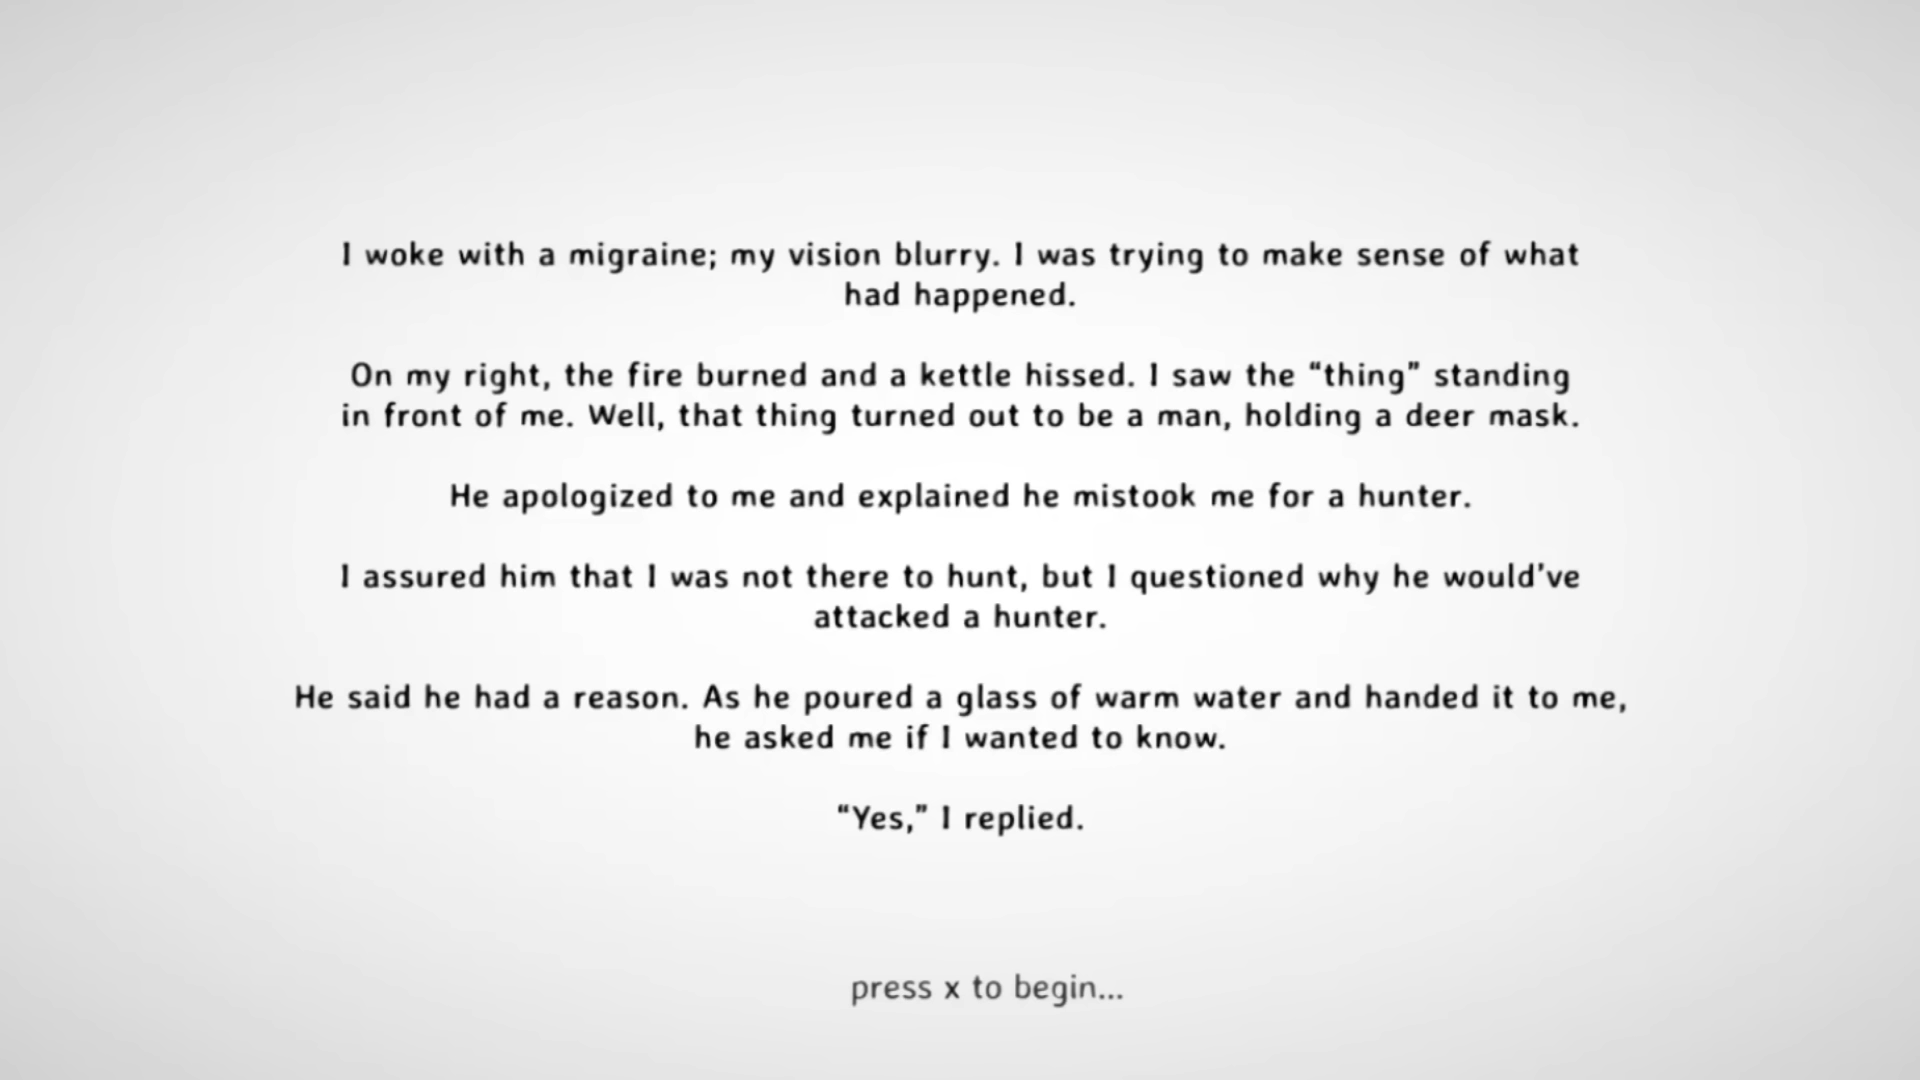 I woke with a migraine; my vision blurry. I was trying to make sense of what
had happened.
On my right, the fire burned and a kettle hissed. I saw the “thing” standing
in front of me. Well, that thing turned out to be a man, holding a deer mask.
He apologized to me and explained he mistook me for a hunter.
I assured him that I was not there to hunt, but I questioned why he would’ve
attacked a hunter.
He said he had a reason. As he poured a glass of warm water and handed it to me,
he asked me if I wanted to know.
“Yes,” I replied.
press x to begin...